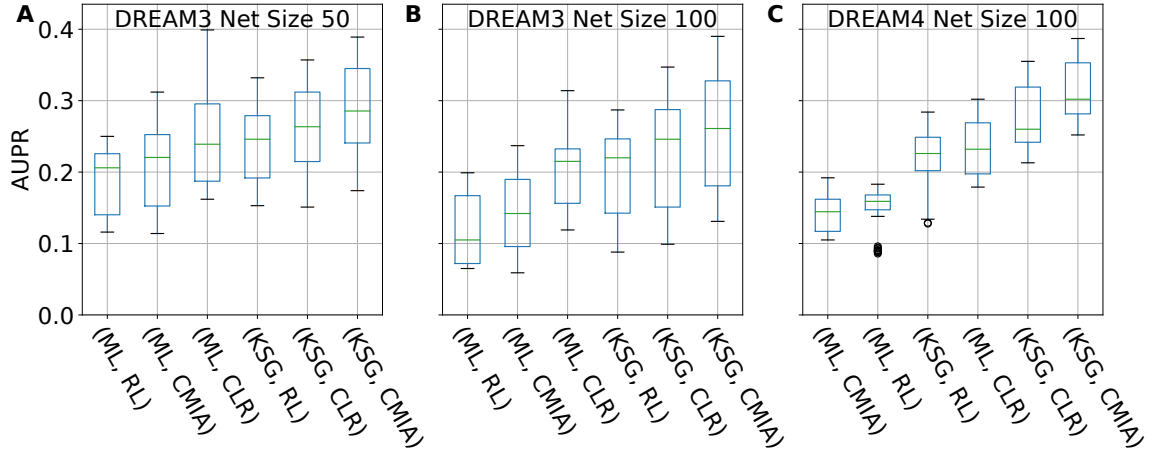 A
DREAM3 Net Size 50
B
DREAM3 Net Size 100
C
DREAM4 Net Size 100
AUPR
0.4
0.3
0.2
0.1
0.0
(ML, RL)
(ML, CMIA)
(ML, CLR)
(KSG, RL)
(KSG, CLR)
(KSG, CMIA)
(ML, RL)
(ML, CMIA)
(ML, CLR)
(KSG, RL)
(KSG, CLR)
(KSG, CMIA)
(ML, CMIA)
(ML, RL)
(KSG, RL)
(ML, CLR)
(KSG, CLR)
(KSG, CMIA)